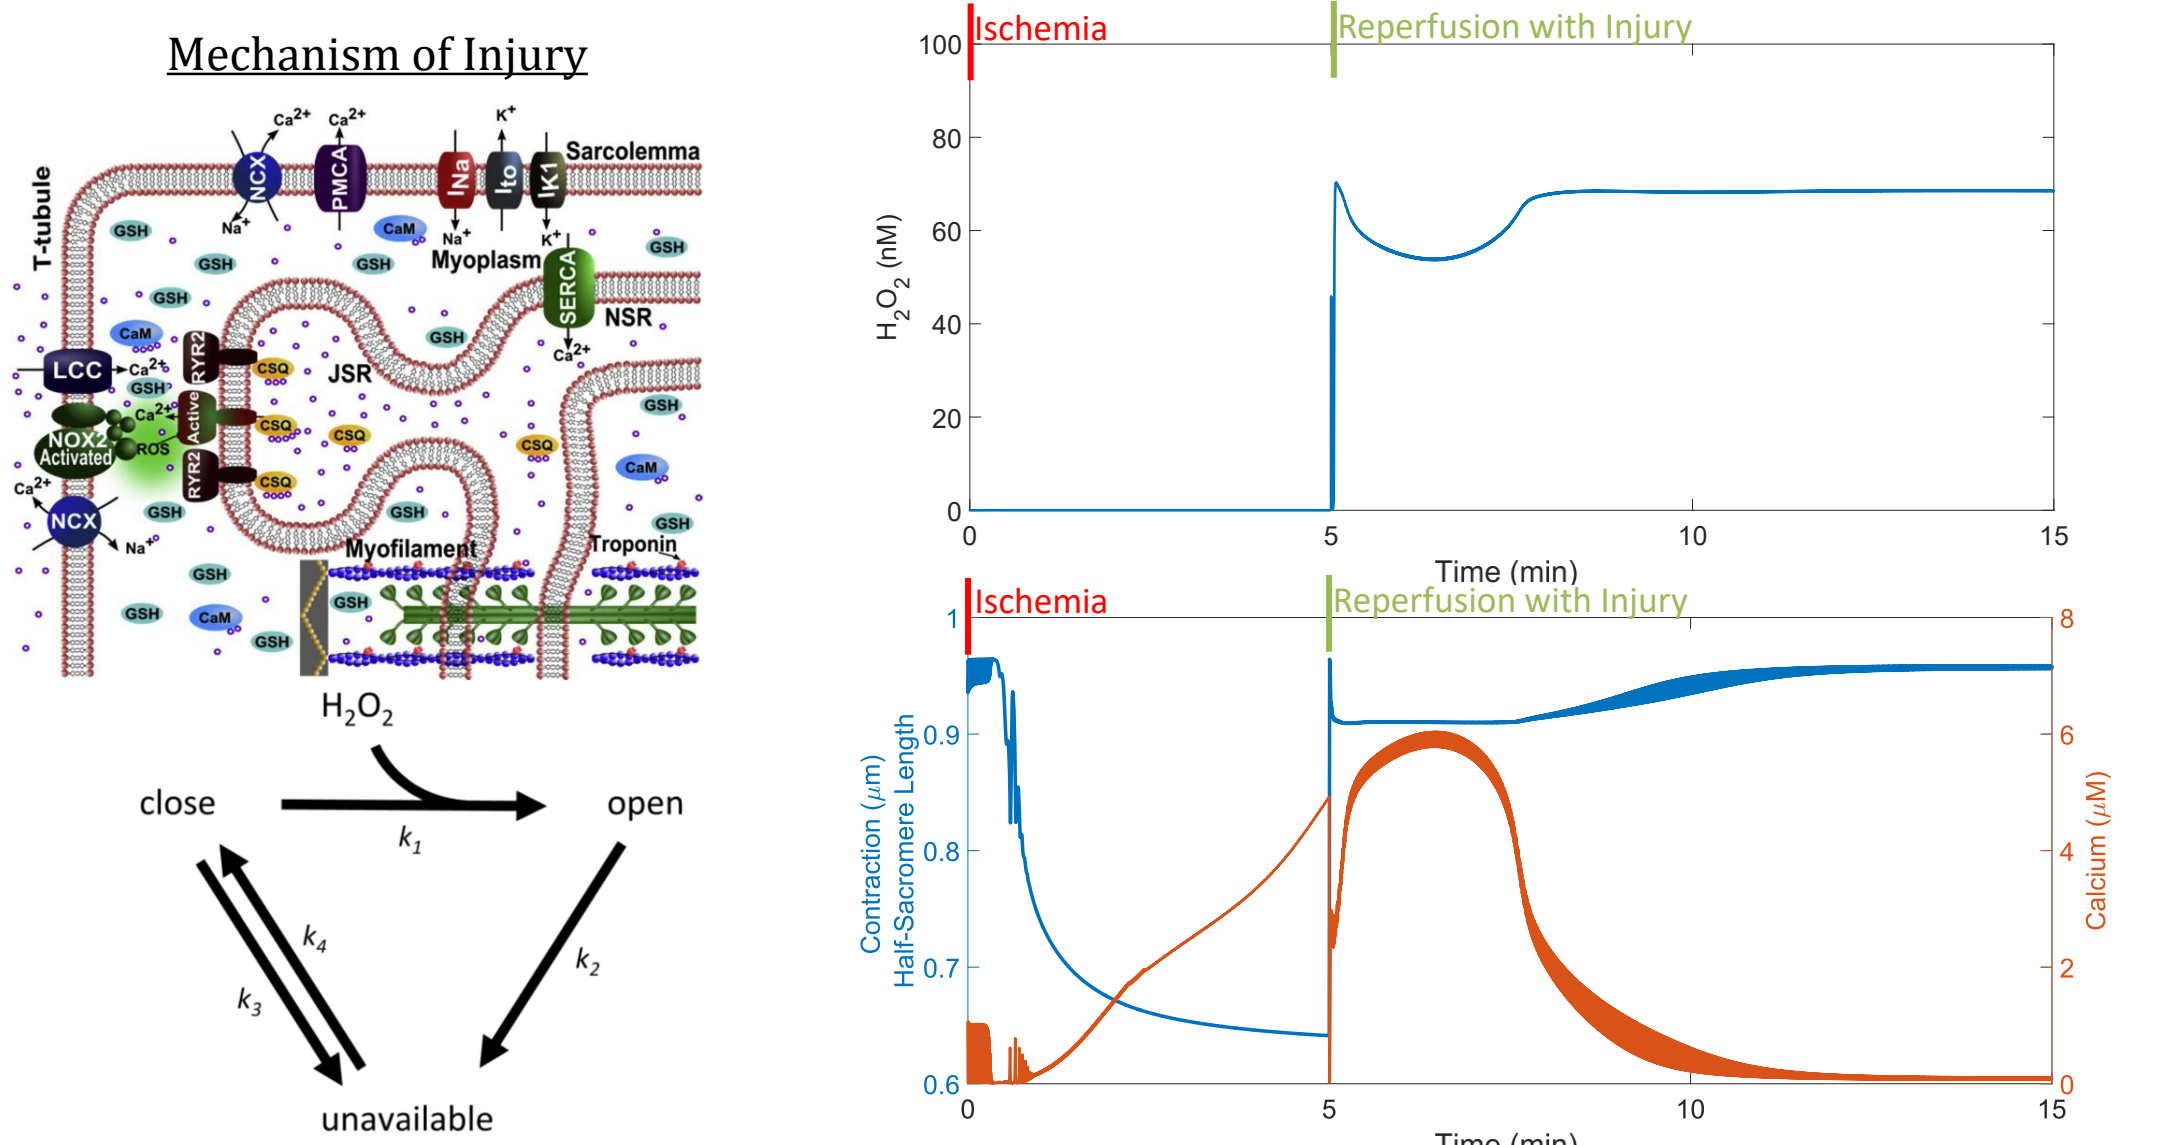 Mechanism of Injury
Ca2+ Ca2+ K+
Sarcolemma
NCX PMCA INa Ito IK1
T-tubule
Na+ Na+ K+
GSH CaM GSH
GSH GSH Myoplasm
SERCA
GSH NSR
CaM GSH
RYR2 Ca2+
LCC Ca2+ CSQ JSR
GSH
Ca2+ Active CSQ GSH
NOX2 CSQ CSQ
Activated ROS
RYR2 CSQ CaM
Ca2+
GSH GSH GSH
NCX
Na+ Myofilament Troponin
GSH
GSH CaM GSH
GSH
H2O2
close open
k1
k4
k3 k2
unavailable
Ischemia Reperfusion with Injury
100
80
60
40
20
0
H2O2 (nM)
0 5 10 15
Time (min)
Ischemia Reperfusion with Injury
1
0.9
0.8
0.7
0.6
Contraction (μm)
Half-Sacromere Length
8
6
4
2
0
Calcium (μM)
0 5 10 15
Time (min)